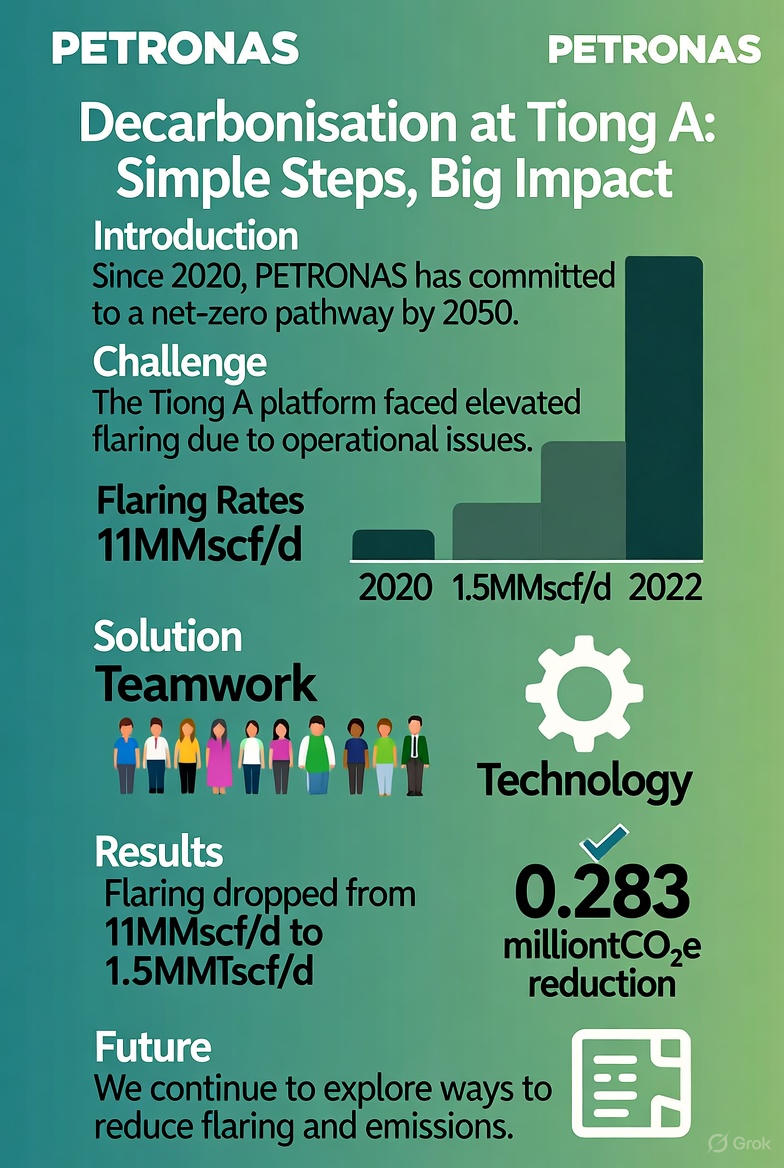 PETRONAS
PETRONAS
Decarbonisation at Tiong A:
Simple Steps, Big Impact
Introduction
Since 2020, PETRONAS has committed
to a net-zero pathway by 2050.
Challenge
The Tiong A platform faced elevated
flaring due to operational issues.
Flaring Rates
11MMscf/d
2020 1.5MMscf/d 2022
Solution
Teamwork
Technology
Results
Flaring dropped from
11MMscf/d to
1.5MMTscf/d
0.283
milliontCO₂e
reduction
Future
We continue to explore ways to
reduce flaring and emissions.
Grok